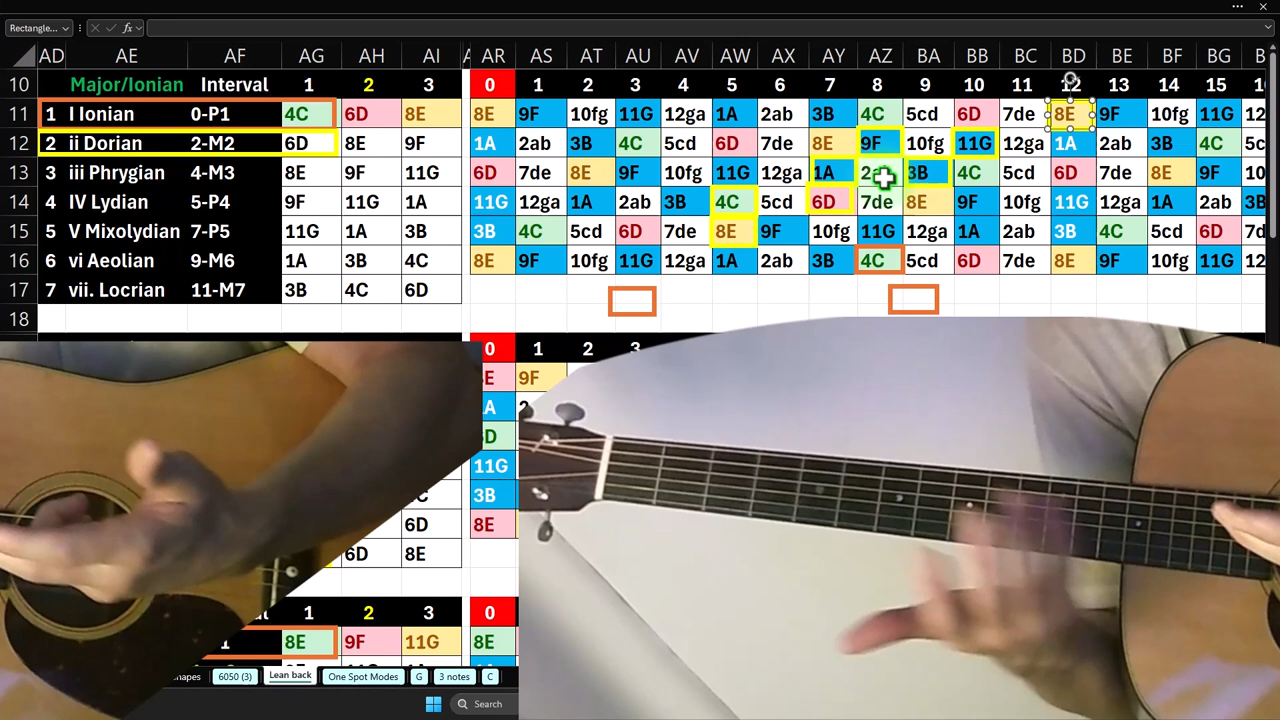 Rectangle...
fx
AD AE AF AG AH AI AR AS AT AU AV AW AX AY AZ BA BB BC BD BE BF BG
10 Major/Ionian Interval 1 2 3 0 1 2 3 4 5 6 7 8 9 10 11 12 13 14 15
11 1 I Ionian 0-P1 4C 6D 8E 8E 9F 10fg 11G 12ga 1A 2ab 3B 4C 5cd 6D 7de 8E 9F 10fg 11G 12
12 2 ii Dorian 2-M2 6D 8E 9F 1A 2ab 3B 4C 5cd 6D 7de 8E 9F 10fg 11G 12ga 1A 2ab 3B 4C 5c
13 3 iii Phrygian 4-M3 8E 9F 11G 6D 7de 8E 9F 10fg 11G 12ga 1A 3B 4C 5cd 6D 7de 8E 9F 10
14 4 IV Lydian 5-P4 9F 11G 1A 11G 12ga 1A 2ab 3B 4C 5cd 6D 7de 8E 9F 10fg 11G 12ga 1A 2ab 3B
15 5 V Mixolydian 7-P5 11G 1A 3B 3B 4C 5cd 6D 7de 8E 9F 10fg 11G 12ga 1A 2ab 3B 4C 5cd 6D 7d
16 6 vi Aeolian 9-M6 1A 3B 4C 8E 9F 10fg 11G 12ga 1A 2ab 3B 4C 5cd 6D 7de 8E 9F 10fg 11G 12
17 7 vii. Locrian 11-M7 3B 4C 6D
18
0 1 2 3
E 9F
1A
D
11G
3B
6D 8E
6D 8E
1 2 3 0
8E 9F 11G 8E
6050 (3) Lean back One Spot Modes G 3 notes C
Search